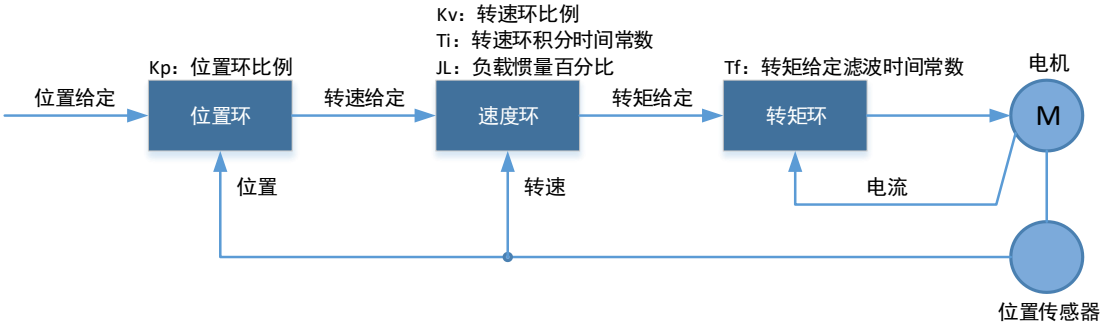 Kv：转速环比例
Ti：转速环积分时间常数
JL：负载惯量百分比
Kp：位置环比例
Tf：转矩给定滤波时间常数
电机
位置给定
位置环
转速给定
速度环
转矩给定
转矩环
M
位置
转速
电流
位置传感器